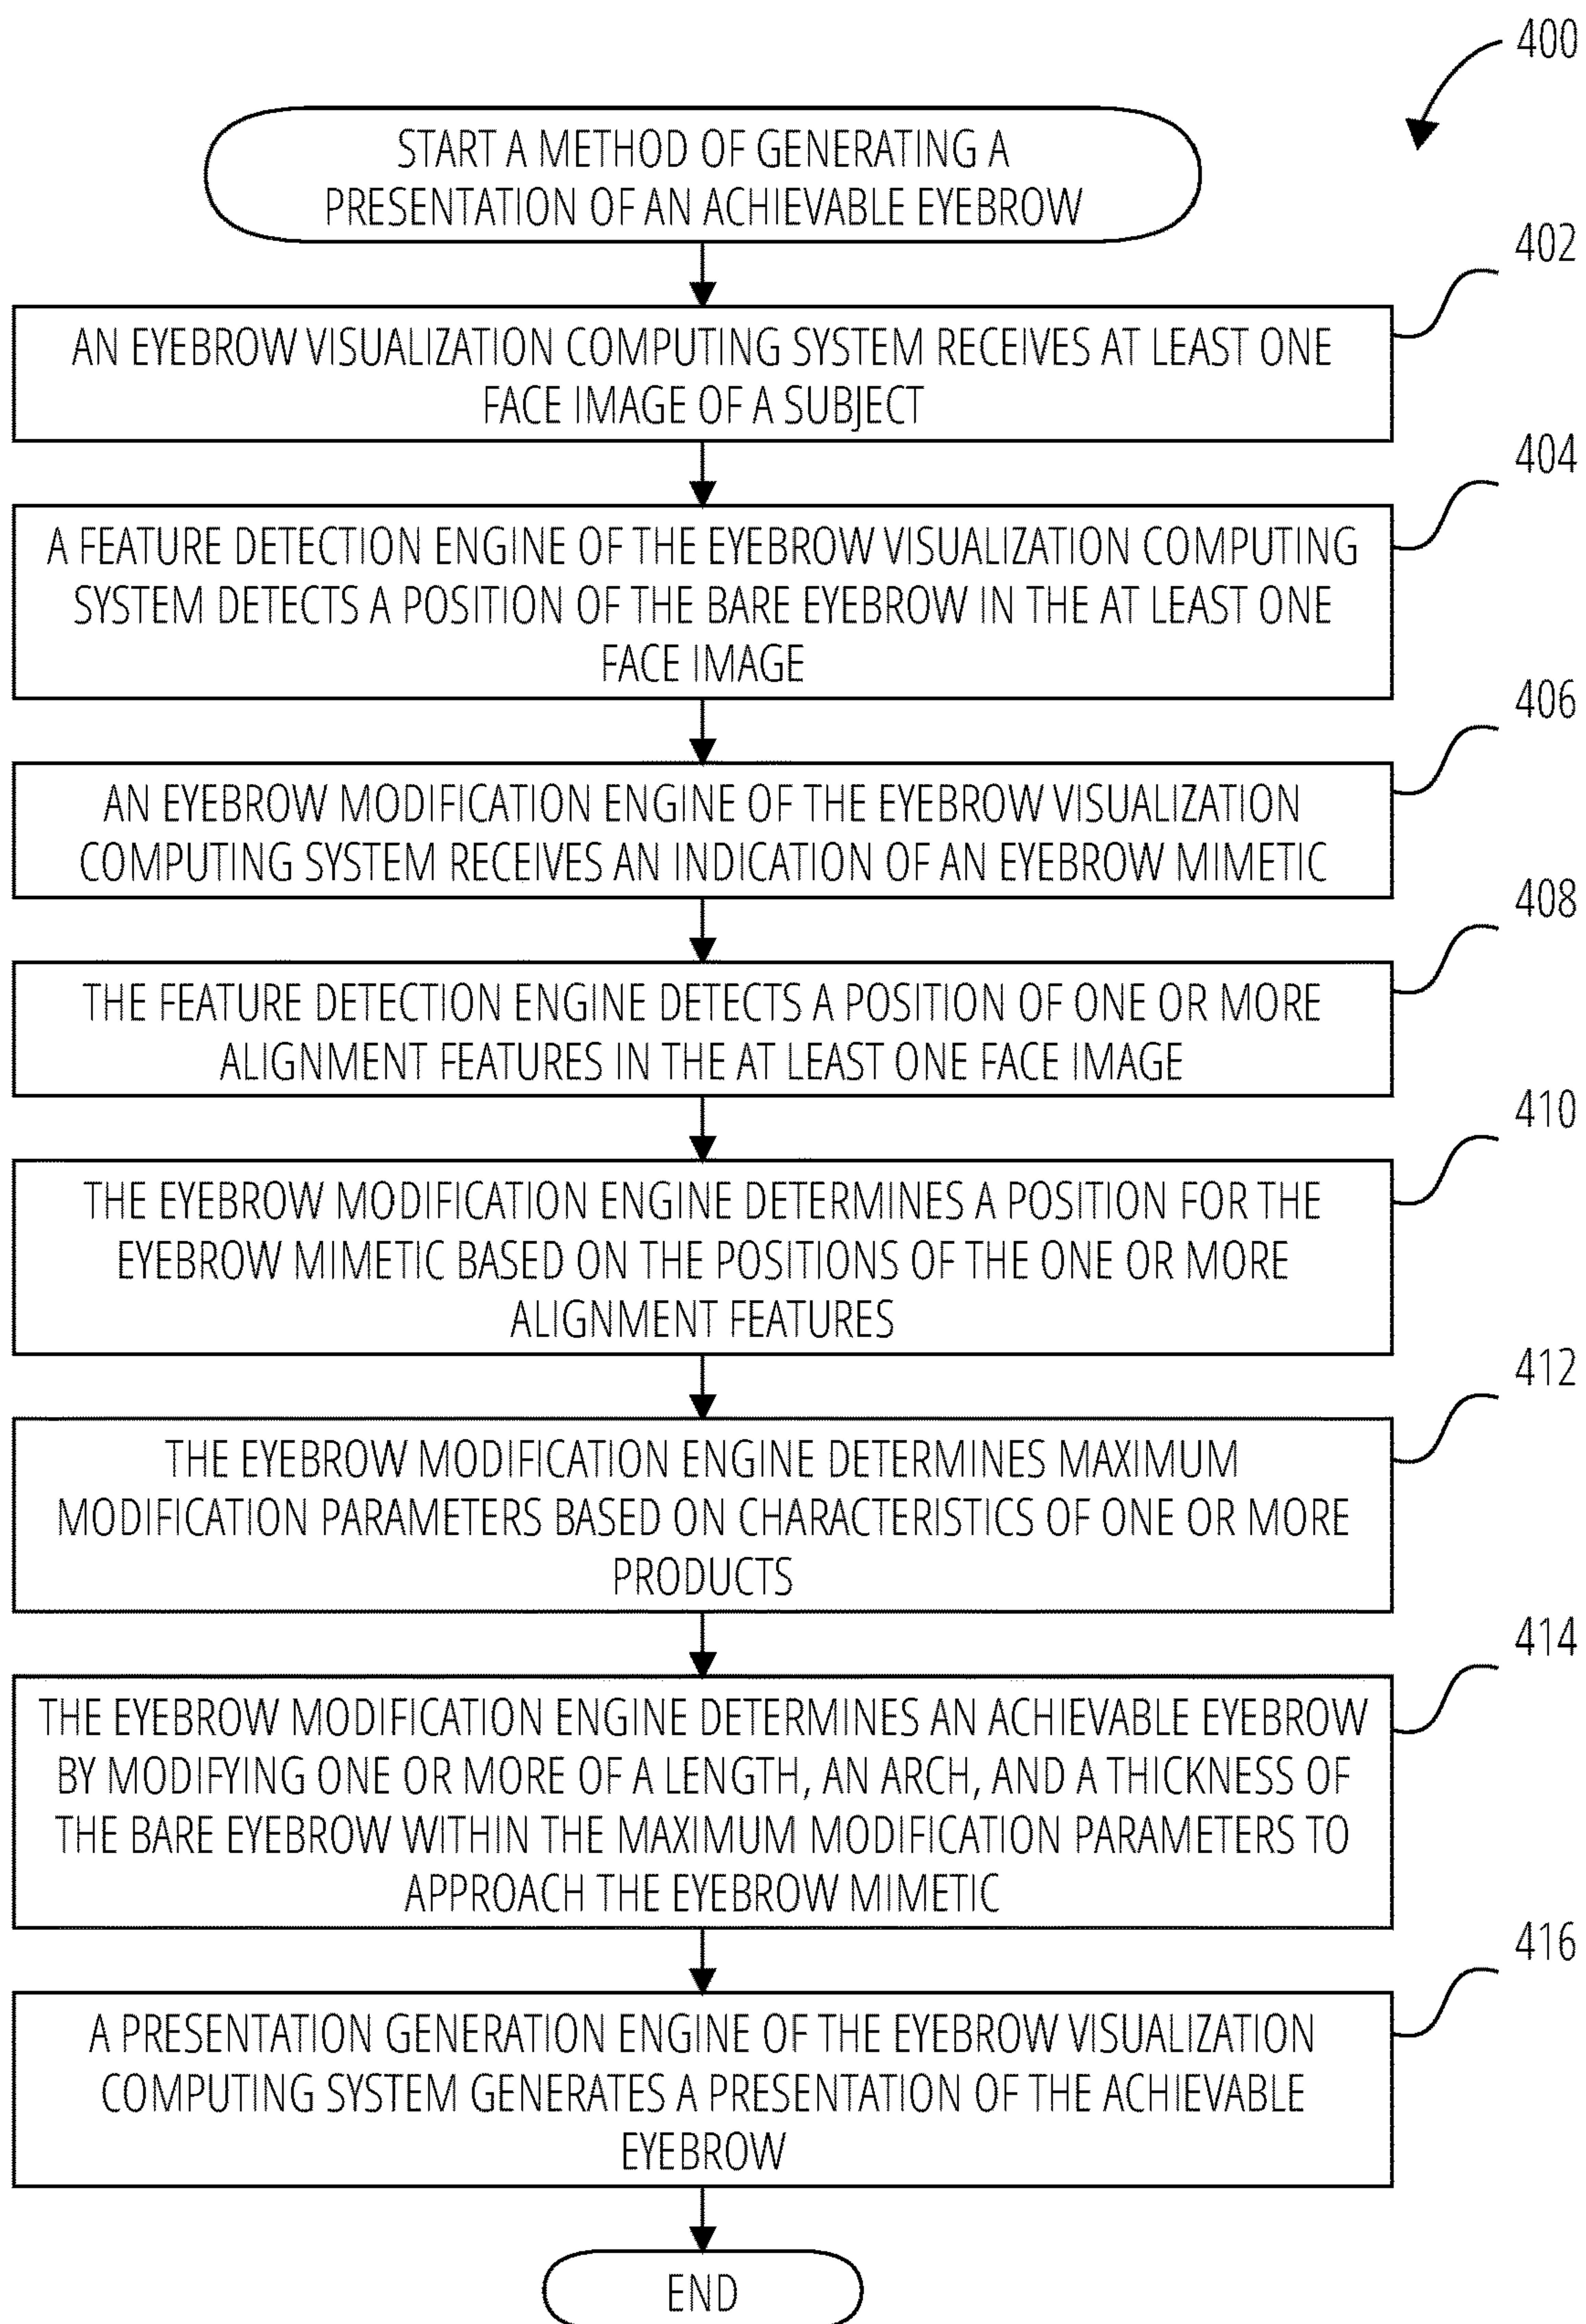 400
START A METHOD OF GENERATING A
PRESENTATION OF AN ACHIEVABLE EYEBROW
402
AN EYEBROW VISUALIZATION COMPUTING SYSTEM RECEIVES AT LEAST ONE
FACE IMAGE OF A SUBJECT
404
A FEATURE DETECTION ENGINE OF THE EYEBROW VISUALIZATION COMPUTING
SYSTEM DETECTS A POSITION OF THE BARE EYEBROW IN THE AT LEAST ONE
FACE IMAGE
406
AN EYEBROW MODIFICATION ENGINE OF THE EYEBROW VISUALIZATION
COMPUTING SYSTEM RECEIVES AN INDICATION OF AN EYEBROW MIMETIC
408
THE FEATURE DETECTION ENGINE DETECTS A POSITION OF ONE OR MORE
ALIGNMENT FEATURES IN THE AT LEAST ONE FACE IMAGE
410
THE EYEBROW MODIFICATION ENGINE DETERMINES A POSITION FOR THE
EYEBROW MIMETIC BASED ON THE POSITIONS OF THE ONE OR MORE
ALIGNMENT FEATURES
412
THE EYEBROW MODIFICATION ENGINE DETERMINES MAXIMUM
MODIFICATION PARAMETERS BASED ON CHARACTERISTICS OF ONE OR MORE
PRODUCTS
414
THE EYEBROW MODIFICATION ENGINE DETERMINES AN ACHIEVABLE EYEBROW
BY MODIFYING ONE OR MORE OF A LENGTH, AN ARCH, AND A THICKNESS OF
THE BARE EYEBROW WITHIN THE MAXIMUM MODIFICATION PARAMETERS TO
APPROACH THE EYEBROW MIMETIC
416
A PRESENTATION GENERATION ENGINE OF THE EYEBROW VISUALIZATION
COMPUTING SYSTEM GENERATES A PRESENTATION OF THE ACHIEVABLE
EYEBROW
END